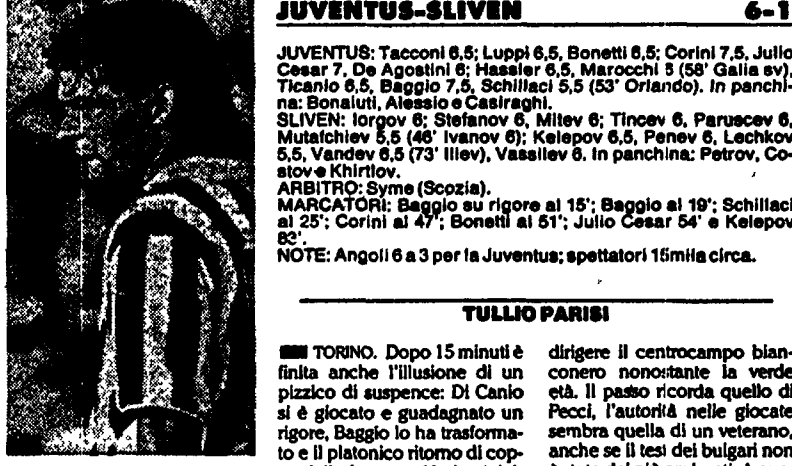 JUVENTUS-SLIVEN 6-1
JUVENTUS: Tacconi 6,5; Luppi 6,5, Bonetti 6,5; Corini 7,5, Julio
Cesar 7, De Agostini 6; Hassler 6,5, Marocchi 6 (58' Galia sv),
Ticanio 6,5, Baggio 7,5, Schillaci 5,5 (53' Orlando). In panchi-
na: Bonaiuti, Alessio e Casiraghi.
SLIVEN: Iorgov 6; Stefanov 6, Mitev 6; Tincev 6, Paruscev 6,
Mutafchiev 5,5 (46' Ivanov 6); Kelepov 6,5, Penev 6, Lechkov
5,5, Vandev 6,5 (73' Iliev), Vassilev 6. In panchina: Petrov, Co-
stov e Khirtlov.
ARBITRO: Syme (Scozia).
MARCATORI: Baggio su rigore al 15'; Baggio al 19'; Schillaci
al 25'; Corini al 47'; Bonetti al 51'; Julio Cesar 54' e Kelepov
83'.
NOTE: Angoli 6 a 3 per la Juventus; spettatori 15mila circa.
TULLIO PARISI
TORINO. Dopo 15 minuti è
finita anche l'illusione di un
pizzico di suspence: Di Canio
si è giocato e guadagnato un
rigore, Baggio lo ha trasforma-
to e il platonico ritorno di cop-
dirigere il centrocampo bian-
conero nonostante la verde
età. Il passo ricorda quello di
Pecci, l'autorità nelle giocate
sembra quella di un veterano,
anche se il test dei bulgari non